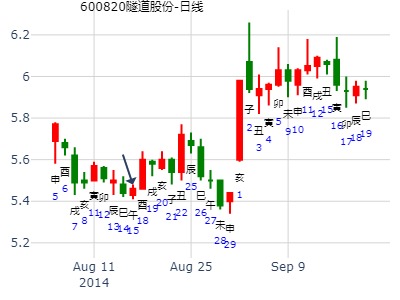 600820隧道股份-日线
6.2
6
5.8
5.6
5.4
5.2
申
5
酉
6
戌
7
亥
8
寅
11
卯
12
辰
13
巳
14
午
15
酉
18
戌
19
亥
20
子
21
丑
22
辰
25
巳
26
午
27
未
28
申
29
亥
1
子
2
丑
3
寅
4
卯
5
未
9
申
10
酉
11
戌
12
丑
15
寅
16
卯
17
辰
18
巳
19
Aug 11
2014
Aug 25
Sep 9